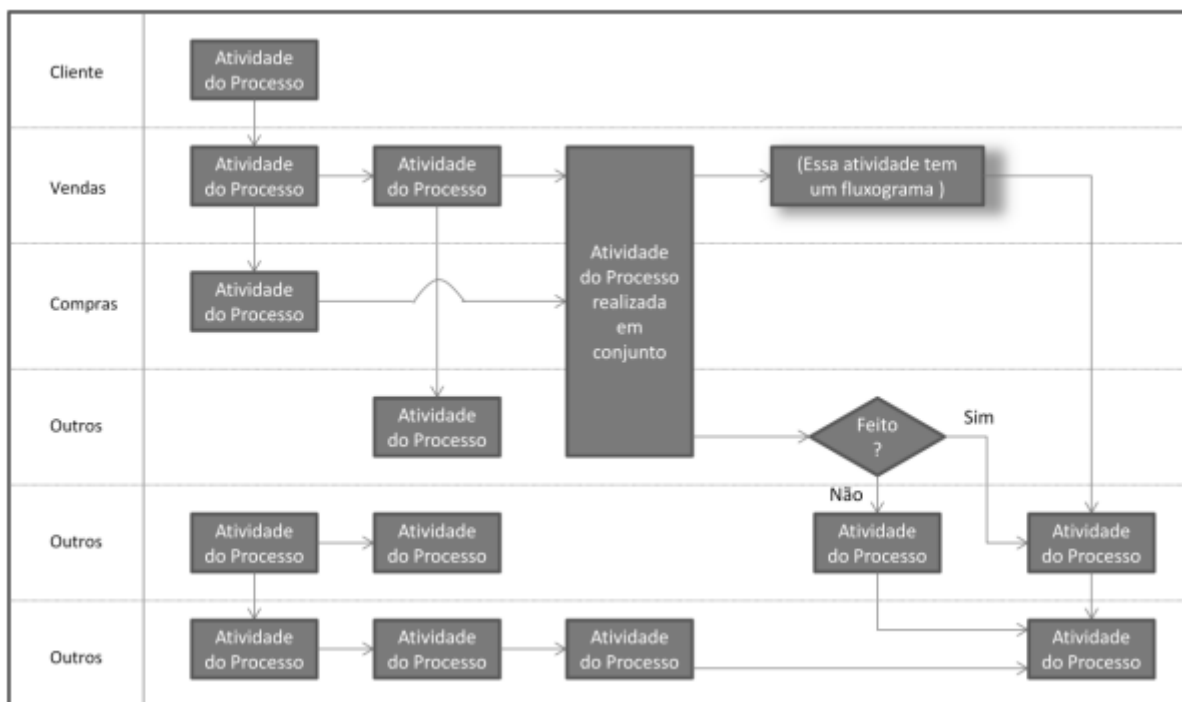 Cliente
Atividade
do Processo
Vendas
Atividade
do Processo
Atividade
do Processo
(Essa atividade tem
um fluxograma )
Compras
Atividade
do Processo
Atividade
do Processo
realizada
em
conjunto
Outros
Atividade
do Processo
Feito
?
Sim
Não
Outros
Atividade
do Processo
Atividade
do Processo
Atividade
do Processo
Atividade
do Processo
Outros
Atividade
do Processo
Atividade
do Processo
Atividade
do Processo
Atividade
do Processo